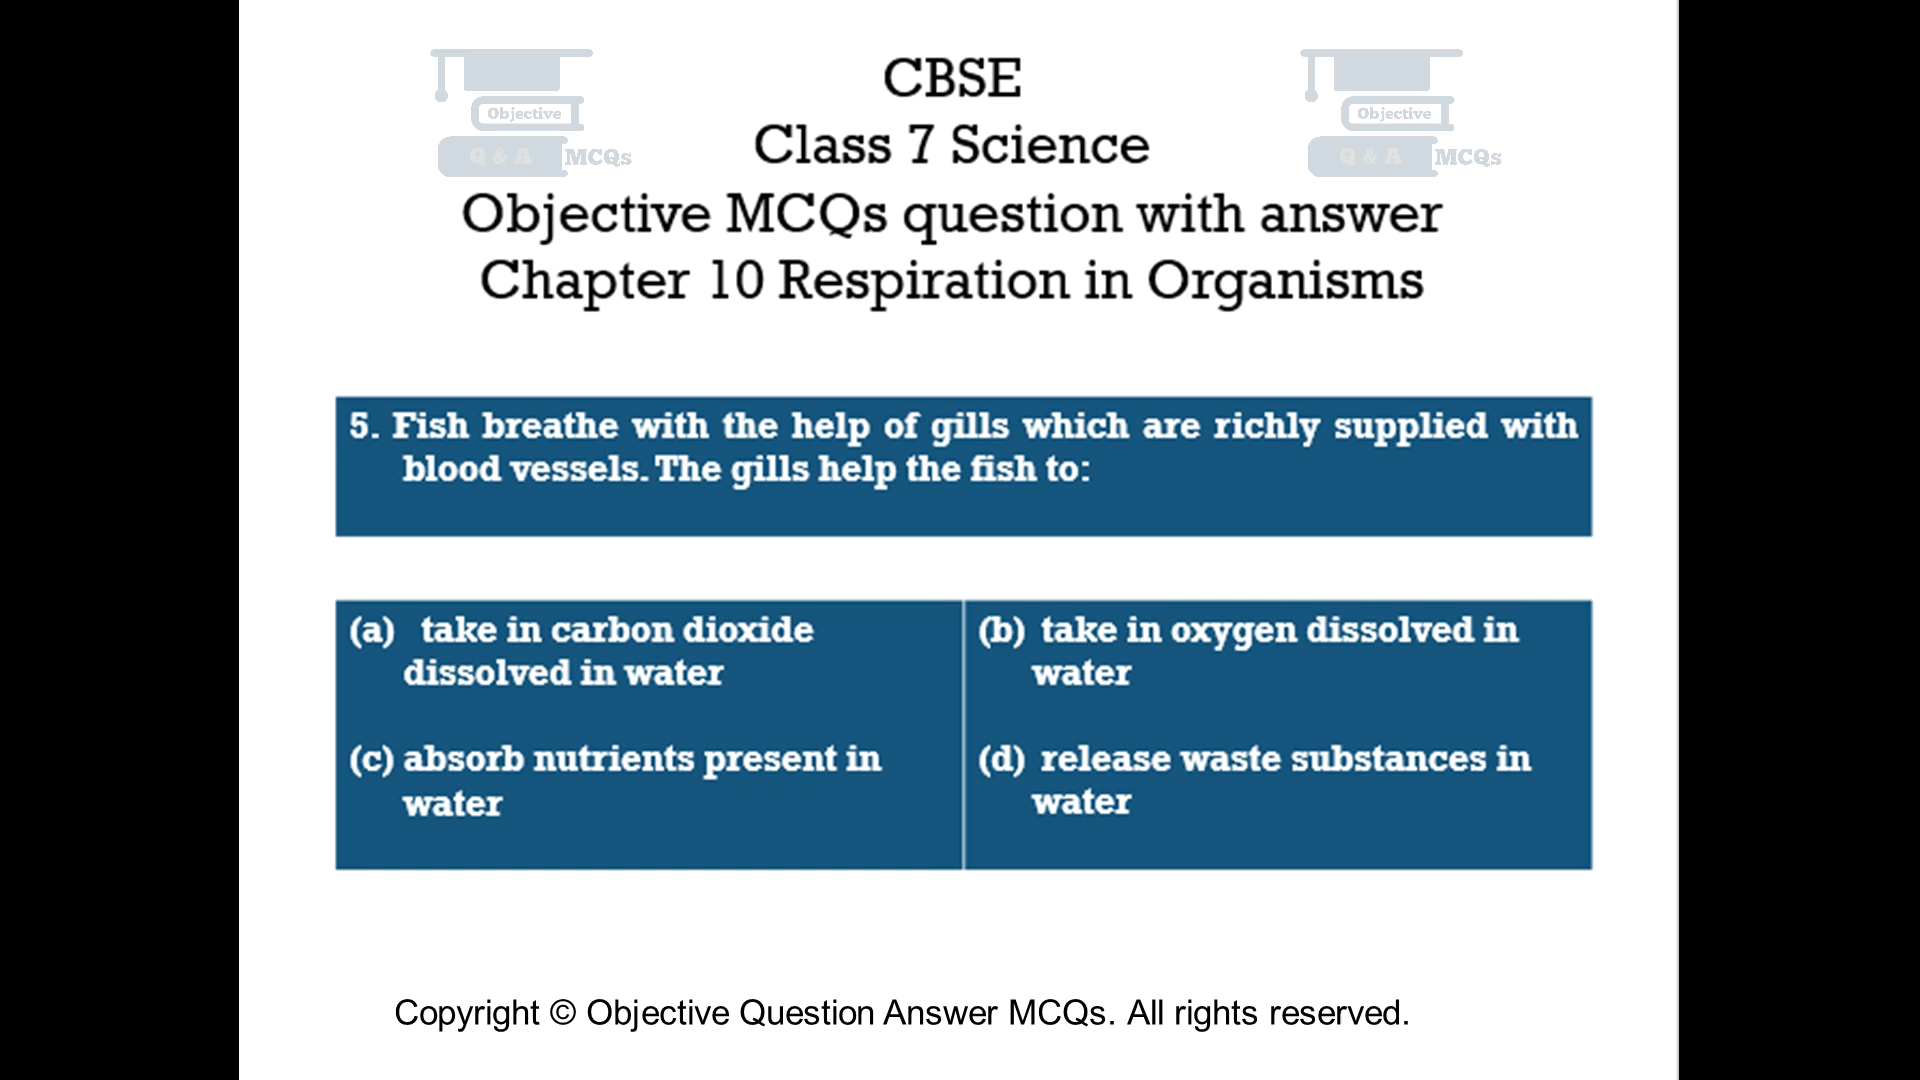 CBSE
Class 7 Science
Objective MCQs question with answer
Chapter 10 Respiration in Organisms
Objective
Q & A MCQs
Objective
Q & A MCQs
5. Fish breathe with the help of gills which are richly supplied with
blood vessels. The gills help the fish to:
(a) take in carbon dioxide
dissolved in water
(b) take in oxygen dissolved in
water
(c) absorb nutrients present in
water
(d) release waste substances in
water
Copyright © Objective Question Answer MCQs. All rights reserved.